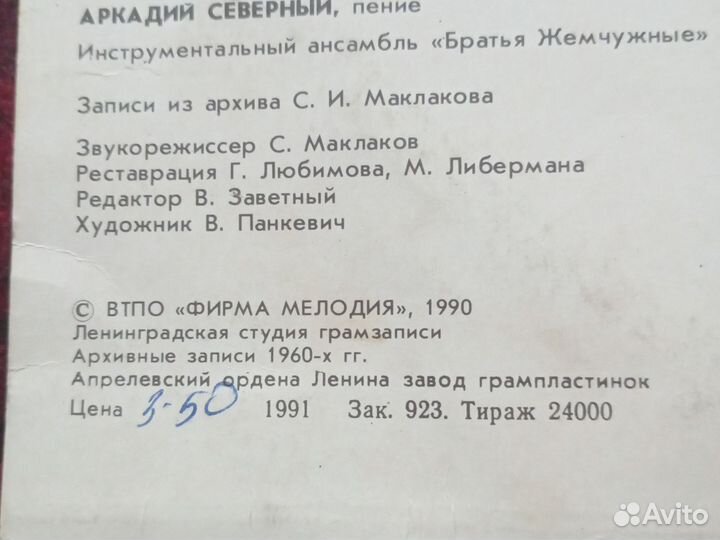 АРКАДИЙ СЕВЕРНЫЙ, пение
Инструментальный ансамбль «Братья Жемчужные»
Записи из архива С. И. Маклакова
Звукорежиссер С. Маклаков
Реставрация Г. Любимова, М. Либермана
Редактор В. Заветный
Художник В. Панкевич
© ВТПО «ФИРМА МЕЛОДИЯ», 1990
Ленинградская студия грамзаписи
Архивные записи 1960-х гг.
Апрелевский ордена Ленина завод грампластинок
Цена 3-50 1991 Зак. 923. Тираж 24000
Avito